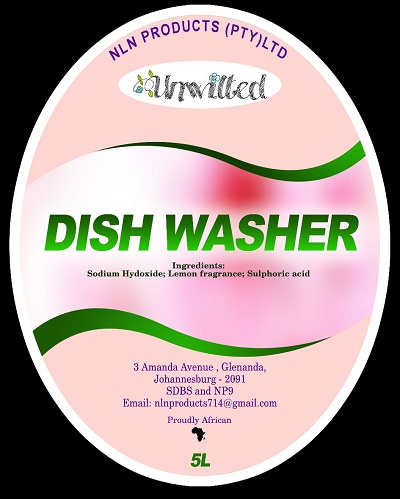 NLN PRODUCTS (PTY)LTD
Unwilted
DISH WASHER
Ingredients:
Sodium Hydoxide; Lemon fragrance; Sulphoric acid
3 Amanda Avenue , Glenanda,
Johannesburg - 2091
SDBS and NP9
Email: nlnproducts714@gmail.com
Proudly African
5L